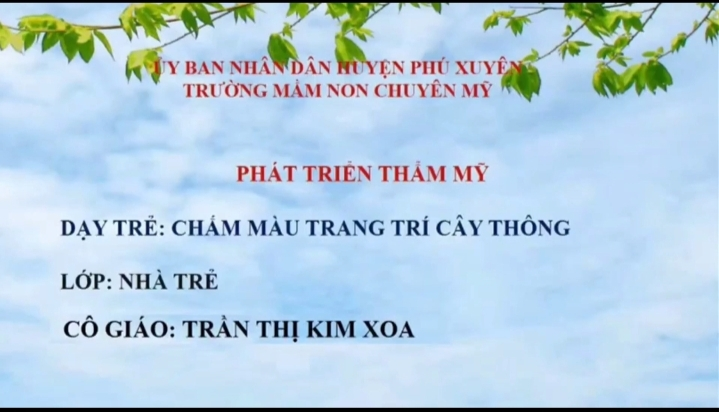 ỦY BAN NHÂN DÂN HUYỆN PHÚ XUYÊN
TRƯỜNG MẦM NON CHUYÊN MỸ
PHÁT TRIỂN THẨM MỸ
DẠY TRẺ: CHẤM MÀU TRANG TRÍ CÂY THÔNG
LỚP: NHÀ TRẺ
CÔ GIÁO: TRẦN THỊ KIM XOA